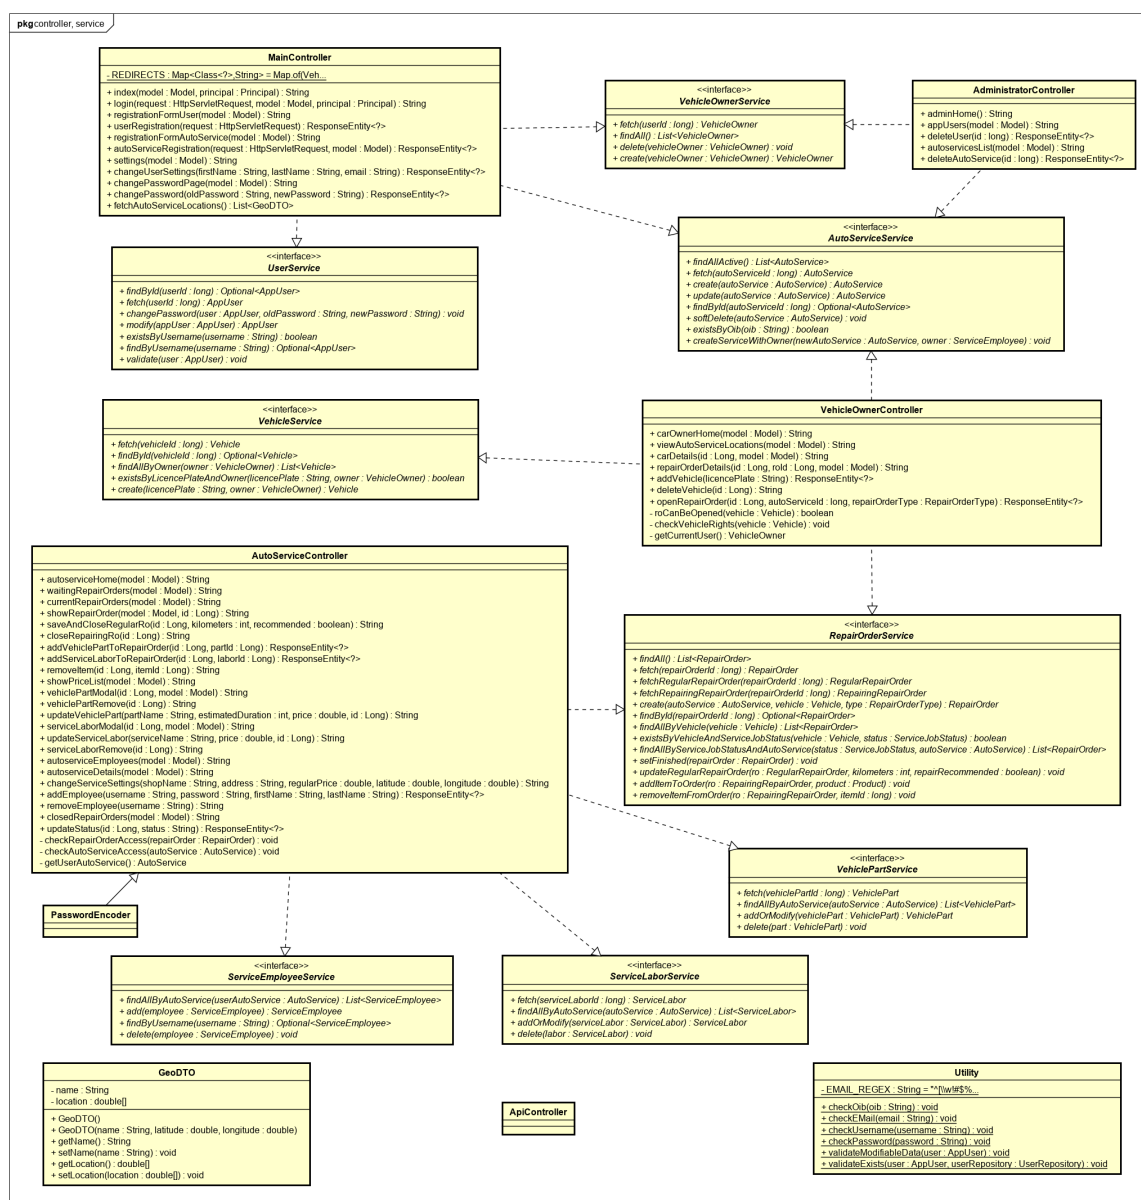 pkg controller, service
MainController
- REDIRECTS : Map<Class<?>,String> = Map.of(Veh...
+ index(model : Model, principal : Principal) : String
+ login(request : HttpServletRequest, model : Model, principal : Principal) : String
+ registrationFormUser(model : Model) : String
+ userRegistration(request : HttpServletRequest) : ResponseEntity<?>
+ registrationFormAutoService(model : Model) : String
+ autoServiceRegistration(request : HttpServletRequest, model : Model) : ResponseEntity<?>
+ settings(model : Model) : String
+ changeUserSettings(firstName : String, lastName : String, email : String) : ResponseEntity<?>
+ changePasswordPage(model : Model) : String
+ changePassword(oldPassword : String, newPassword : String) : ResponseEntity<?>
+ fetchAutoServiceLocations() : List<GeoDTO>
<<interface>>
VehicleOwnerService
+ fetch(userId : long) : VehicleOwner
+ findAll() : List<VehicleOwner>
+ delete(vehicleOwner : VehicleOwner) : void
+ create(vehicleOwner : VehicleOwner) : VehicleOwner
AdministratorController
+ adminHome() : String
+ appUsers(model : Model) : String
+ deleteUser(id : long) : ResponseEntity<?>
+ autoservicesList(model : Model) : String
+ deleteAutoService(id : long) : ResponseEntity<?>
<<interface>>
UserService
+ findById(userId : long) : Optional<AppUser>
+ fetch(userId : long) : AppUser
+ changePassword(user : AppUser, oldPassword : String, newPassword : String) : void
+ modify(appUser : AppUser) : AppUser
+ existsByUsername(username : String) : boolean
+ findByUsername(username : String) : Optional<AppUser>
+ validate(user : AppUser) : void
<<interface>>
AutoServiceService
+ findAllActive() : List<AutoService>
+ fetch(autoServiceId : long) : AutoService
+ create(autoService : AutoService) : AutoService
+ update(autoService : AutoService) : AutoService
+ findById(autoServiceId : long) : Optional<AutoService>
+ softDelete(autoService : AutoService) : void
+ existsByOib(oib : String) : boolean
+ createServiceWithOwner(newAutoService : AutoService, owner : ServiceEmployee) : void
<<interface>>
VehicleService
+ fetch(vehicleId : long) : Vehicle
+ findById(vehicleId : long) : Optional<Vehicle>
+ findAllByOwner(owner : VehicleOwner) : List<Vehicle>
+ existsByLicencePlateAndOwner(licencePlate : String, owner : VehicleOwner) : boolean
+ create(licencePlate : String, owner : VehicleOwner) : Vehicle
VehicleOwnerController
+ carOwnerHome(model : Model) : String
+ viewAutoServiceLocations(model : Model) : String
+ carDetails(id : Long, model : Model) : String
+ repairOrderDetails(id : Long, roId : Long, model : Model) : String
+ addVehicle(licencePlate : String) : ResponseEntity<?>
+ deleteVehicle(id : Long) : String
+ openRepairOrder(id : Long, autoServiceId : long, repairOrderType : RepairOrderType) : ResponseEntity<?>
- roCanBeOpened(vehicle : Vehicle) : boolean
- checkVehicleRights(vehicle : Vehicle) : void
- getCurrentUser() : VehicleOwner
AutoServiceController
+ autoserviceHome(model : Model) : String
+ waitingRepairOrders(model : Model) : String
+ currentRepairOrders(model : Model) : String
+ showRepairOrder(model : Model, id : Long) : String
+ saveAndCloseRegularRo(id : Long, kilometers : int, recommended : boolean) : String
+ closeRepairingRo(id : Long) : String
+ addVehiclePartToRepairOrder(id : Long, partId : Long) : ResponseEntity<?>
+ addServiceLaborToRepairOrder(id : Long, laborId : Long) : ResponseEntity<?>
+ removeItem(id : Long, itemId : Long) : String
+ showPriceList(model : Model) : String
+ vehiclePartModal(id : Long, model : Model) : String
+ vehiclePartRemove(id : Long) : String
+ updateVehiclePart(partName : String, estimatedDuration : int, price : double, id : Long) : String
+ serviceLaborModal(id : Long, model : Model) : String
+ updateServiceLabor(serviceName : String, price : double, id : Long) : String
+ serviceLaborRemove(id : Long) : String
+ autoserviceEmployees(model : Model) : String
+ autoserviceDetails(model : Model) : String
+ changeServiceSettings(shopName : String, address : String, regularPrice : double, latitude : double, longitude : double) : String
+ addEmployee(username : String, password : String, firstName : String, lastName : String) : ResponseEntity<?>
+ removeEmployee(username : String) : String
+ closedRepairOrders(model : Model) : String
+ updateStatus(id : Long, status : String) : ResponseEntity<?>
- checkRepairOrderAccess(repairOrder : RepairOrder) : void
- checkAutoServiceAccess(autoService : AutoService) : void
- getUserAutoService() : AutoService
<<interface>>
RepairOrderService
+ findAll() : List<RepairOrder>
+ fetch(repairOrderId : long) : RepairOrder
+ fetchRegularRepairOrder(repairOrderId : long) : RegularRepairOrder
+ fetchRepairingRepairOrder(repairOrderId : long) : RepairingRepairOrder
+ create(autoService : AutoService, vehicle : Vehicle, type : RepairOrderType) : RepairOrder
+ findById(repairOrderId : long) : Optional<RepairOrder>
+ findAllByVehicle(vehicle : Vehicle) : List<RepairOrder>
+ existsByVehicleAndServiceJobStatus(vehicle : Vehicle, status : ServiceJobStatus) : boolean
+ findAllByServiceJobStatusAndAutoService(status : ServiceJobStatus, autoService : AutoService) : List<RepairOrder>
+ setFinished(repairOrder : RepairOrder) : void
+ updateRegularRepairOrder(ro : RegularRepairOrder, kilometers : int, repairRecommended : boolean) : void
+ addItemToOrder(ro : RepairingRepairOrder, product : Product) : void
+ removeItemFromOrder(ro : RepairingRepairOrder, itemId : long) : void
<<interface>>
VehiclePartService
+ fetch(vehiclePartId : long) : VehiclePart
+ findAllByAutoService(autoService : AutoService) : List<VehiclePart>
+ addOrModify(vehiclePart : VehiclePart) : VehiclePart
+ delete(part : VehiclePart) : void
PasswordEncoder
<<interface>>
ServiceEmployeeService
+ findAllByAutoService(userAutoService : AutoService) : List<ServiceEmployee>
+ add(employee : ServiceEmployee) : ServiceEmployee
+ findByUsername(username : String) : Optional<ServiceEmployee>
+ delete(employee : ServiceEmployee) : void
<<interface>>
ServiceLaborService
+ fetch(serviceLaborId : long) : ServiceLabor
+ findAllByAutoService(autoService : AutoService) : List<ServiceLabor>
+ addOrModify(serviceLabor : ServiceLabor) : ServiceLabor
+ delete(labor : ServiceLabor) : void
GeoDTO
- name : String
- location : double[]
+ GeoDTO()
+ GeoDTO(name : String, latitude : double, longitude : double)
+ getName() : String
+ setName(name : String) : void
+ getLocation() : double[]
+ setLocation(location : double[]) : void
ApiController
Utility
- EMAIL_REGEX : String = "^[\\w!#$%...
+ checkOib(oib : String) : void
+ checkEMail(email : String) : void
+ checkUsername(username : String) : void
+ checkPassword(password : String) : void
+ validateModifiableData(user : AppUser) : void
+ validateExists(user : AppUser, userRepository : UserRepository) : void